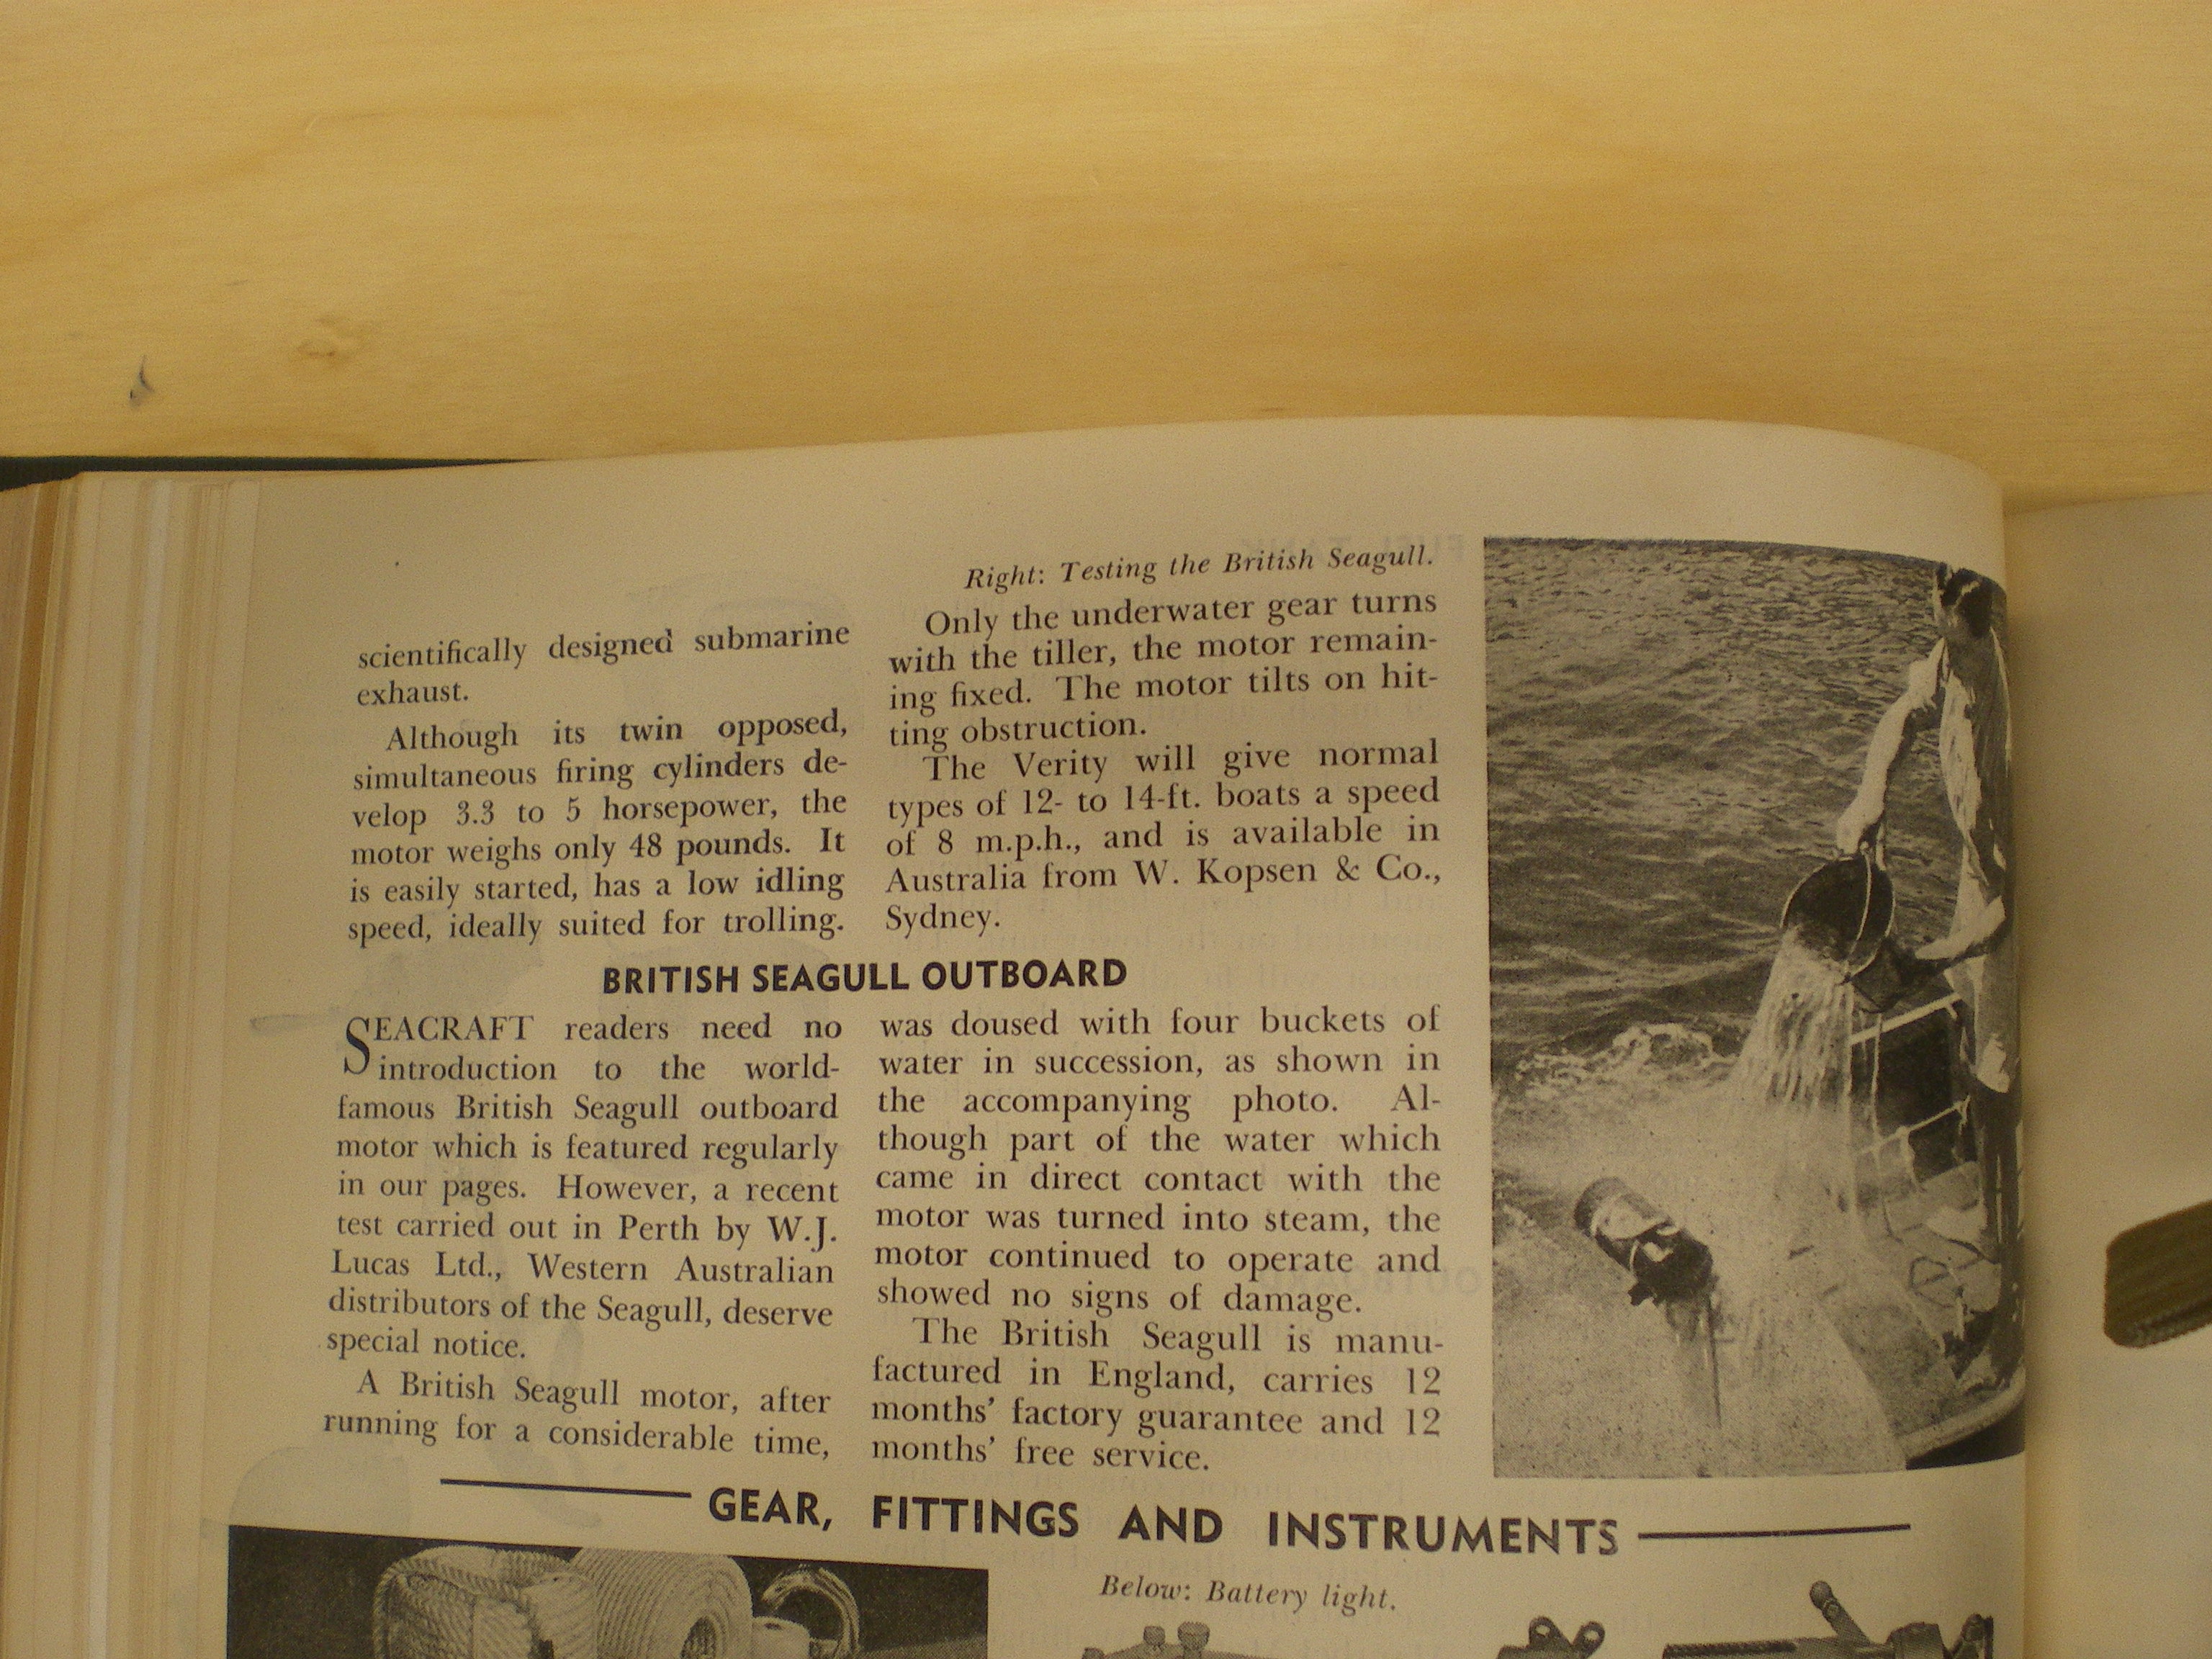 scientifically designed submarine
exhaust.
Although its twin opposed,
simultaneous firing cylinders de-
velop 3.3 to 5 horsepower, the
motor weighs only 48 pounds. It
is easily started, has a low idling
speed, ideally suited for trolling.
Right: Testing the British Seagull.
Only the underwater gear turns
with the tiller, the motor remain-
ing fixed. The motor tilts on hit-
ting obstruction.
The Verity will give normal
types of 12- to 14-ft. boats a speed
of 8 m.p.h., and is available in
Australia from W. Kopsen & Co.,
Sydney.
BRITISH SEAGULL OUTBOARD
SEACRAFT readers need no
introduction to the world-
famous British Seagull outboard
motor which is featured regularly
in our pages. However, a recent
test carried out in Perth by W.J.
Lucas Ltd., Western Australian
distributors of the Seagull, deserve
special notice.
A British Seagull motor, after
running for a considerable time,
was doused with four buckets of
water in succession, as shown in
the accompanying photo. Al-
though part of the water which
came in direct contact with the
motor was turned into steam, the
motor continued to operate and
showed no signs of damage.
The British Seagull is manu-
factured in England, carries 12
months' factory guarantee and 12
months' free service.
GEAR, FITTINGS AND INSTRUMENTS
Below: Battery light.